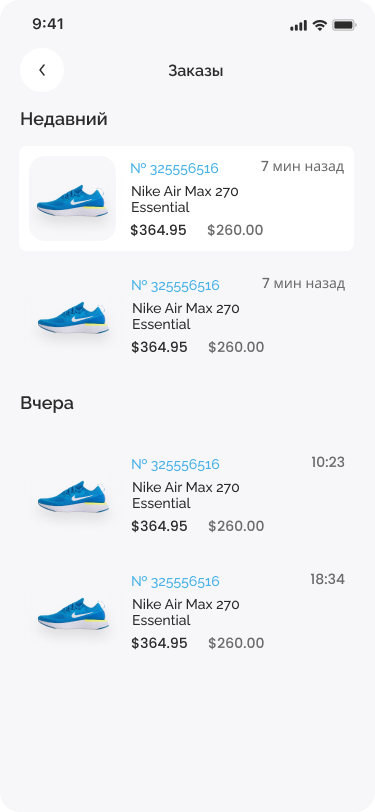 9:41
Заказы
Недавний
№ 325556516 7 мин назад
Nike Air Max 270
Essential
$364.95 $260.00
№ 325556516 7 мин назад
Nike Air Max 270
Essential
$364.95 $260.00
Вчера
№ 325556516 10:23
Nike Air Max 270
Essential
$364.95 $260.00
№ 325556516 18:34
Nike Air Max 270
Essential
$364.95 $260.00